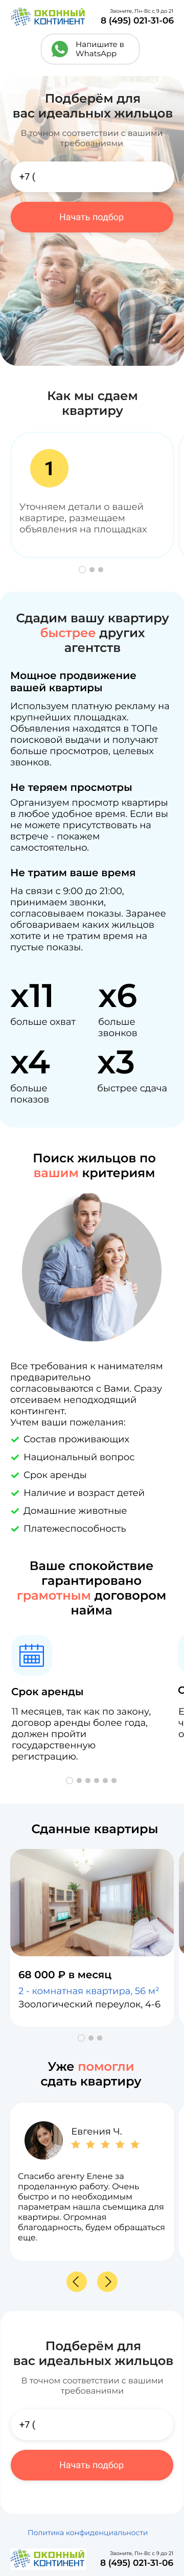 ОКОННЫЙ
КОНТИНЕНТ
Звоните, Пн-Вс с 9 до 21
8 (495) 021-31-06
Напишите в
WhatsApp
Подберём для
вас идеальных жильцов
В точном соответствии с вашими
требованиями
+7 (
Начать подбор
Как мы сдаем
квартиру
1
Уточняем детали о вашей
квартире, размещаем
объявления на площадках
Сдадим вашу квартиру
быстрее других
агентств
Мощное продвижение
вашей квартиры
Используем платную рекламу на
крупнейших площадках.
Объявления находятся в ТОПе
поисковой выдачи и получают
больше просмотров, целевых
звонков.
Не теряем просмотры
Организуем просмотр квартиры
в любое удобное время. Если вы
не можете присутствовать на
встрече - покажем
самостоятельно.
Не тратим ваше время
На связи с 9:00 до 21:00,
принимаем звонки,
согласовываем показы. Заранее
обговариваем каких жильцов
хотите и не тратим время на
пустые показы.
x11
больше охват
x6
больше
звонков
x4
больше
показов
x3
быстрее сдача
Поиск жильцов по
вашим критериям
Все требования к нанимателям
предварительно
согласовываются с Вами. Сразу
отсеиваем неподходящий
контингент.
Учтем ваши пожелания:
Состав проживающих
Национальный вопрос
Срок аренды
Наличие и возраст детей
Домашние животные
Платежеспособность
Ваше спокойствие
гарантировано
грамотным договором
найма
Срок аренды
11 месяцев, так как по закону,
договор аренды более года,
должен пройти
государственную
регистрацию.
Сданные квартиры
68 000 ₽ в месяц
2 - комнатная квартира, 56 м²
Зоологический переулок, 4-6
Уже помогли
сдать квартиру
Евгения Ч.
Спасибо агенту Елене за
проделанную работу. Очень
быстро и по необходимым
параметрам нашла съемщика для
квартиры. Огромная
благодарность, будем обращаться
еще.
Подберём для
вас идеальных жильцов
В точном соответствии с вашими
требованиями
+7 (
Начать подбор
Политика конфиденциальности
ОКОННЫЙ
КОНТИНЕНТ
Звоните, Пн-Вс с 9 до 21
8 (495) 021-31-06